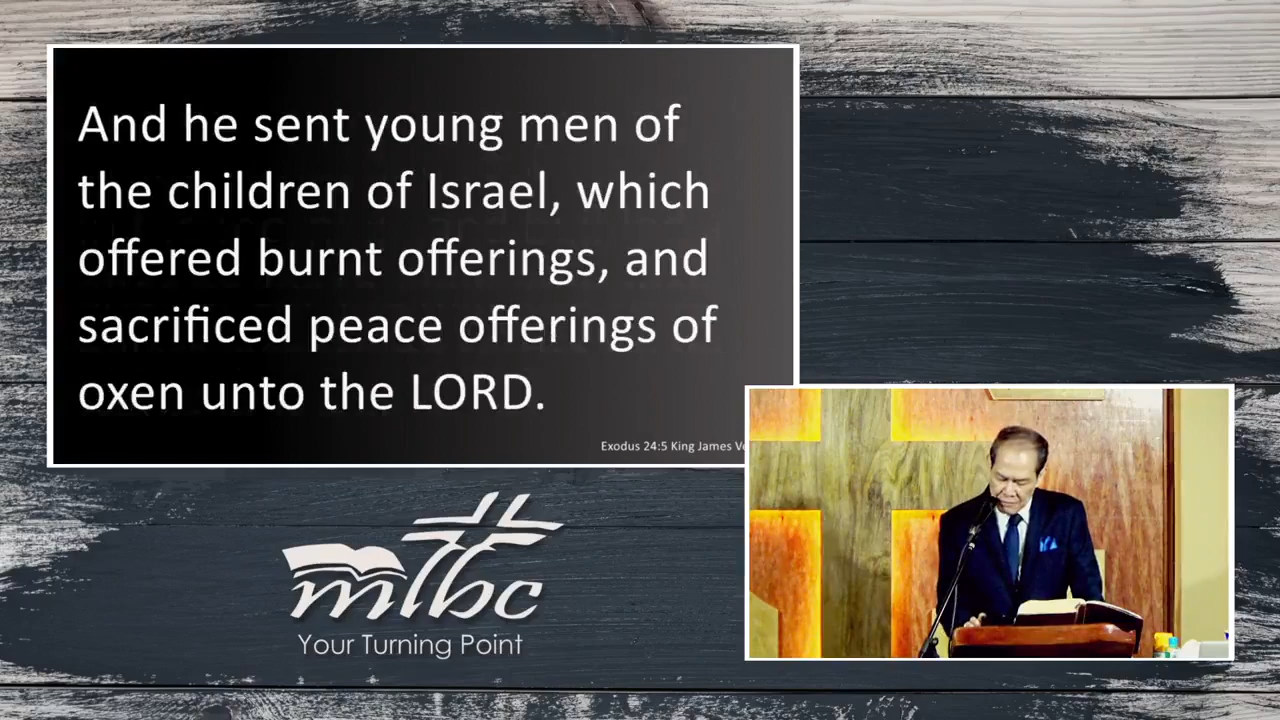 And he sent young men of
the children of Israel, which
offered burnt offerings, and
sacrificed peace offerings of
oxen unto the LORD.
Exodus 24:5 King James
mlbc
Your Turning Point